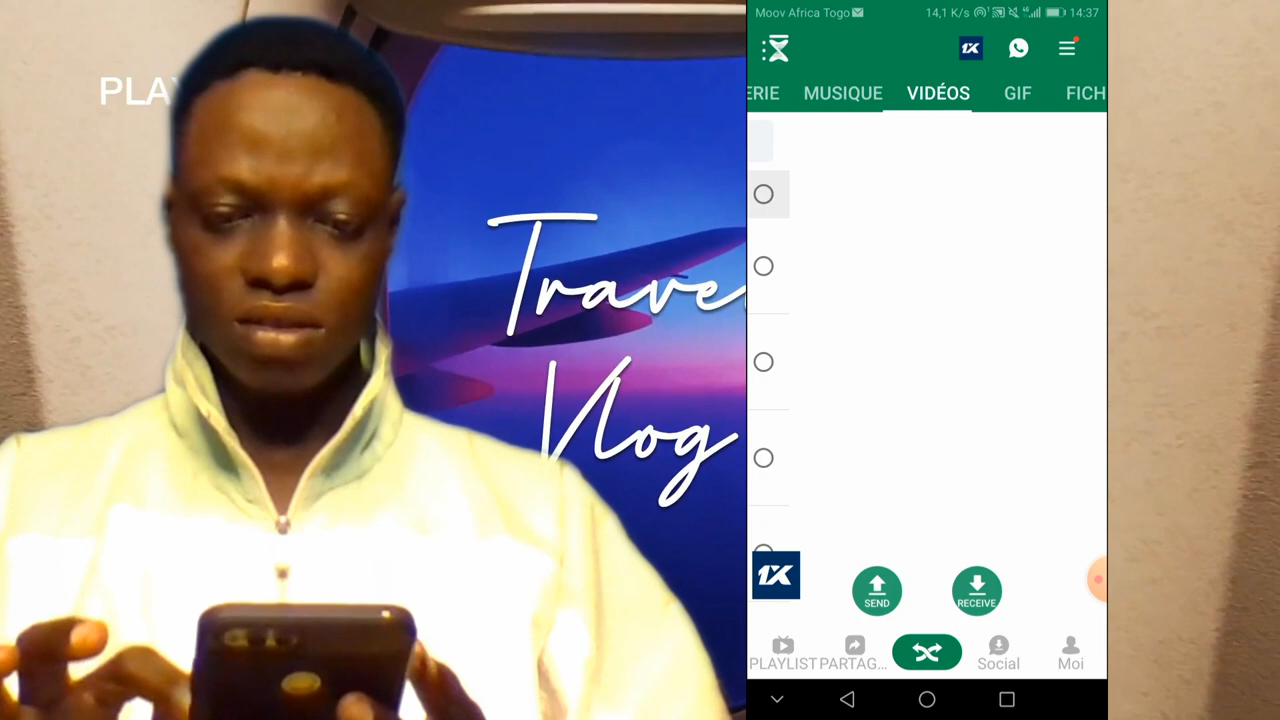 PLAY
Travel
Vlog
Moov Africa Togo 14,1 K/s 14:37
1X
ERIE MUSIQUE VIDÉOS GIF FICH
1X
SEND RECEIVE
PLAYLIST PARTAG... Social Moi